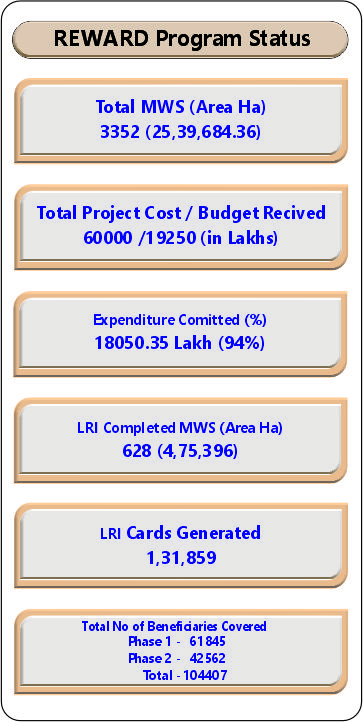 REWARD Program Status
Total MWS (Area Ha)
3352 (25,39,684.36)
Total Project Cost / Budget Recived
60000 /19250 (in Lakhs)
Expenditure Comitted (%)
18050.35 Lakh (94%)
LRI Completed MWS (Area Ha)
628 (4,75,396)
LRI Cards Generated
1,31,859
Total No of Beneficiaries Covered
Phase 1 - 61845
Phase 2 - 42562
Total - 104407